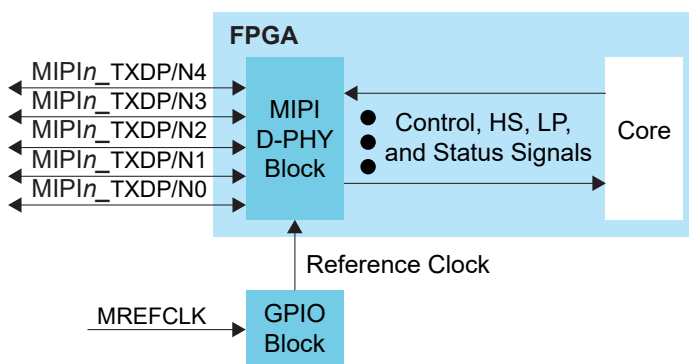 FPGA
MIPIn_TXDP/N4
MIPIn_TXDP/N3
MIPIn_TXDP/N2
MIPIn_TXDP/N1
MIPIn_TXDP/N0
MIPI
D-PHY
Block
Control, HS, LP,
and Status Signals
Core
Reference Clock
MREFCLK
GPIO
Block